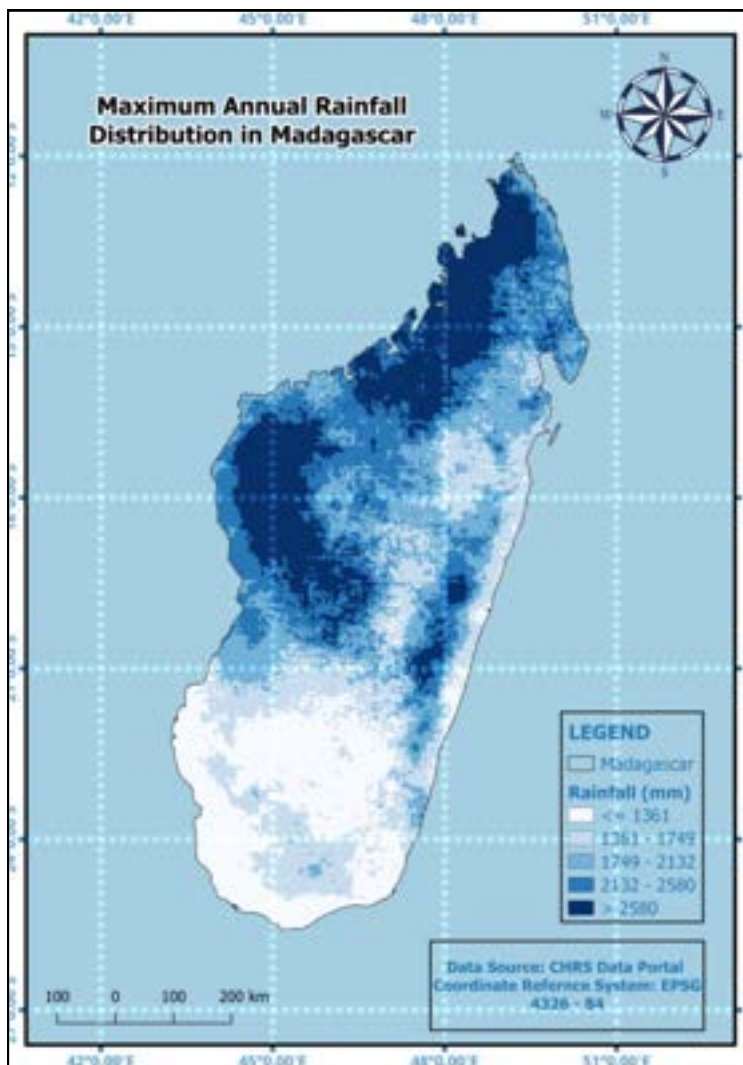 42°0.00'E 45°0.00'E 48°0.00'E 51°0.00'E
Maximum Annual Rainfall
Distribution in Madagascar
N
W E
S
LEGEND
Madagascar
Rainfall (mm)
<= 1361
1361 - 1749
1749 - 2132
2132 - 2580
> 2580
Data Source: CHRS Data Portal
Coordinate Refernce System: EPSG
4326 - 84
100 0 100 200 km
42°0.00'E 45°0.00'E 48°0.00'E 51°0.00'E